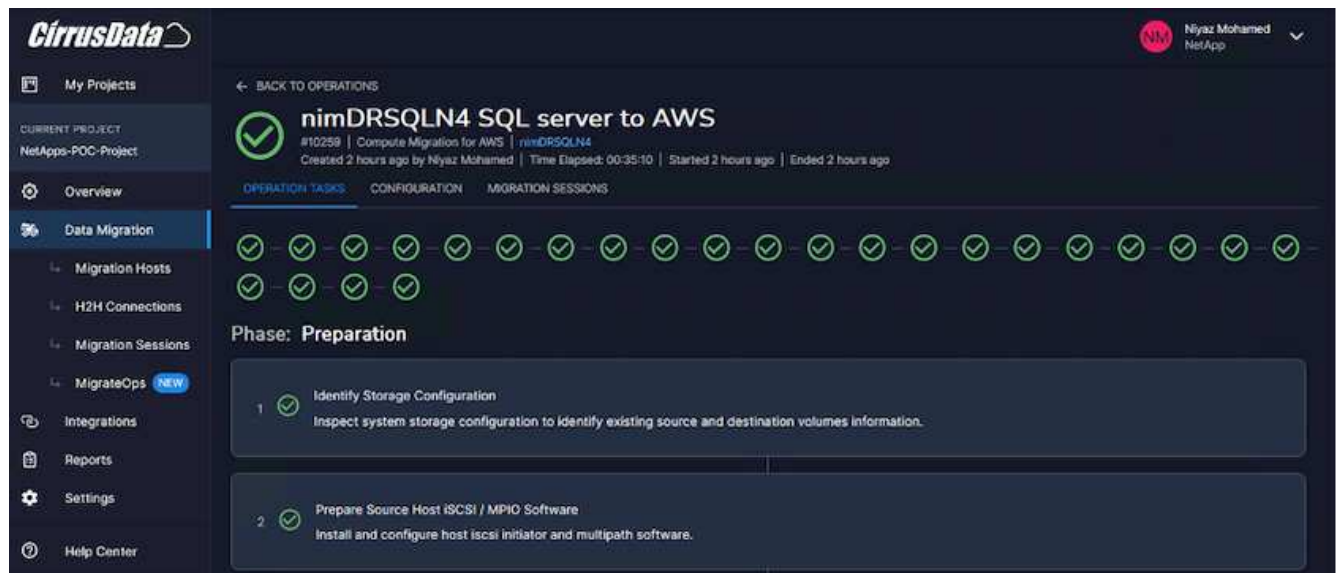 CirrusData
NM
Niyaz Mohamed
NetApp
My Projects
CURRENT PROJECT
NetApps-POC-Project
Overview
Data Migration
Migration Hosts
H2H Connections
Migration Sessions
MigrateOps NEW
Integrations
Reports
Settings
Help Center
← BACK TO OPERATIONS
nimDRSQLN4 SQL server to AWS
#10259 | Compute Migration for AWS | nimDRSQLN4
Created 2 hours ago by Niyaz Mohamed | Time Elapsed: 00:35:10 | Started 2 hours ago | Ended 2 hours ago
OPERATION TASKS CONFIGURATION MIGRATION SESSIONS
Phase: Preparation
1 Identify Storage Configuration
Inspect system storage configuration to identify existing source and destination volumes information.
2 Prepare Source Host iSCSI / MPIO Software
Install and configure host iscsi initiator and multipath software.